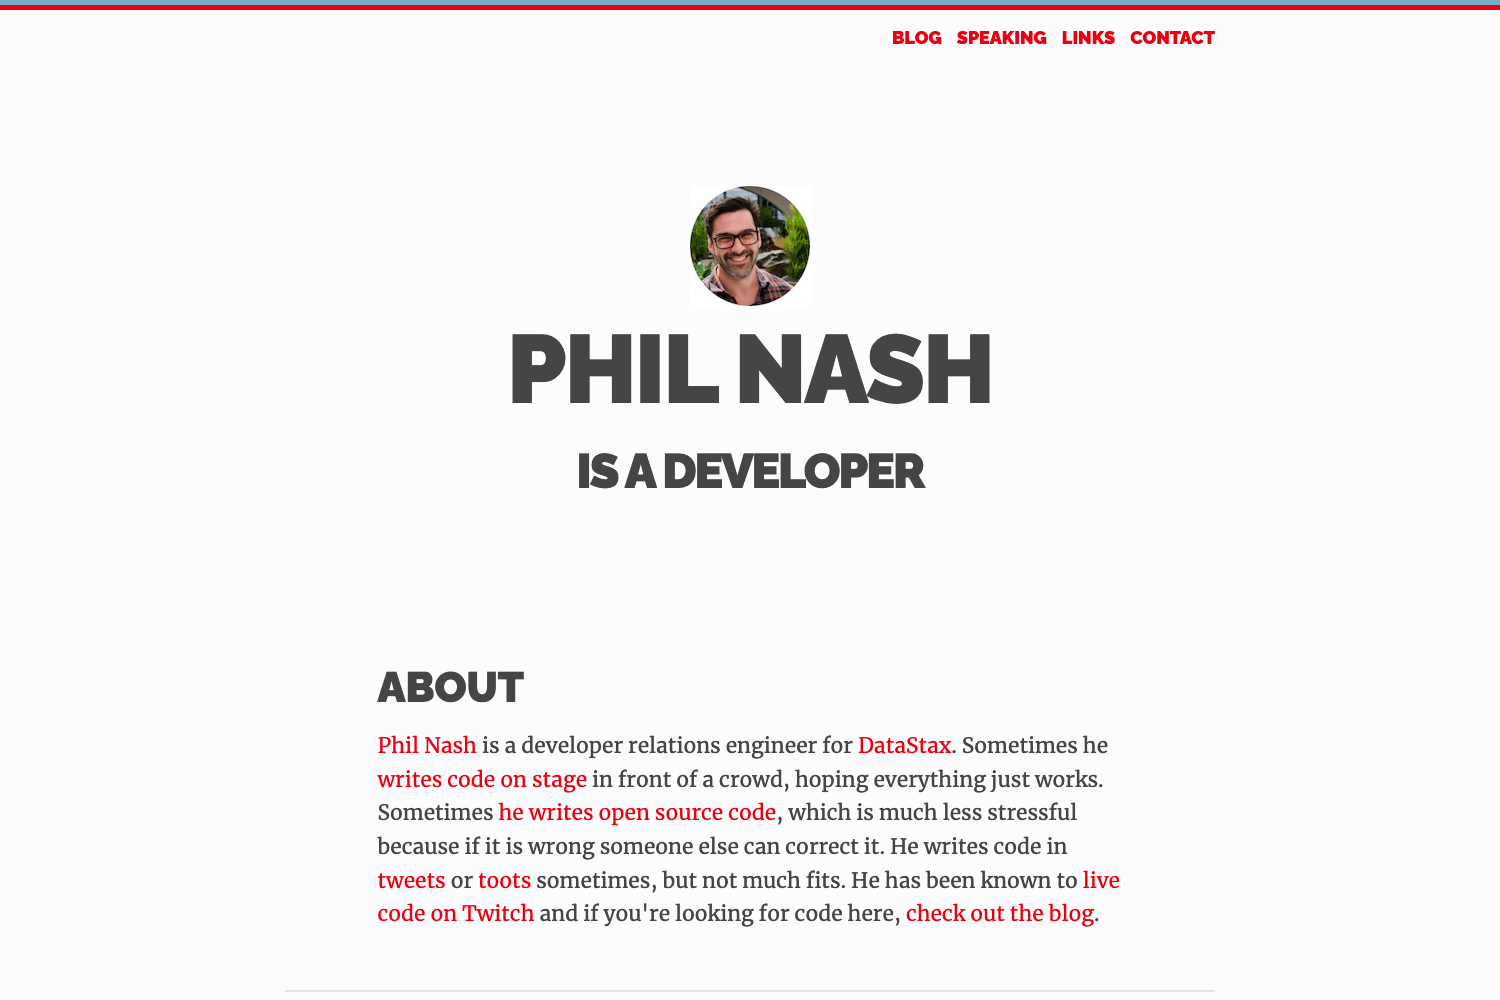 BLOG SPEAKING LINKS CONTACT
PHIL NASH
IS A DEVELOPER
ABOUT
Phil Nash is a developer relations engineer for DataStax. Sometimes he
writes code on stage in front of a crowd, hoping everything just works.
Sometimes he writes open source code, which is much less stressful
because if it is wrong someone else can correct it. He writes code in
tweets or toots sometimes, but not much fits. He has been known to live
code on Twitch and if you're looking for code here, check out the blog.